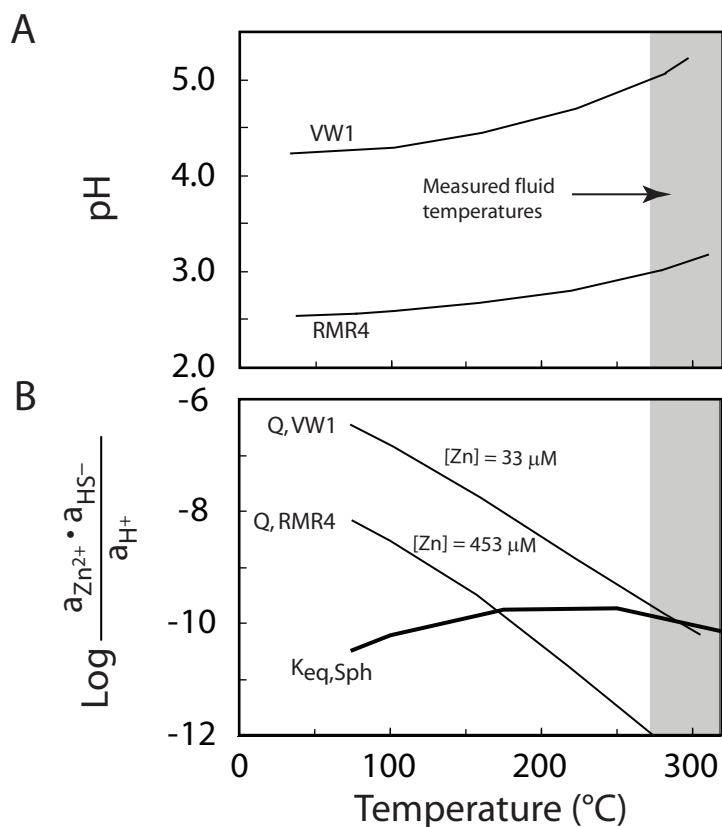 A
5.0
VW1
4.0
pH
Measured fluid
temperatures
3.0
RMR4
2.0
B
-6
Q, VW1
[Zn] = 33 μM
-8
Q, RMR4
[Zn] = 453 μM
Log a_Zn²⁺ • a_HS⁻ / a_H⁺
-10
K_eq,Sph
-12
0 100 200 300
Temperature (°C)